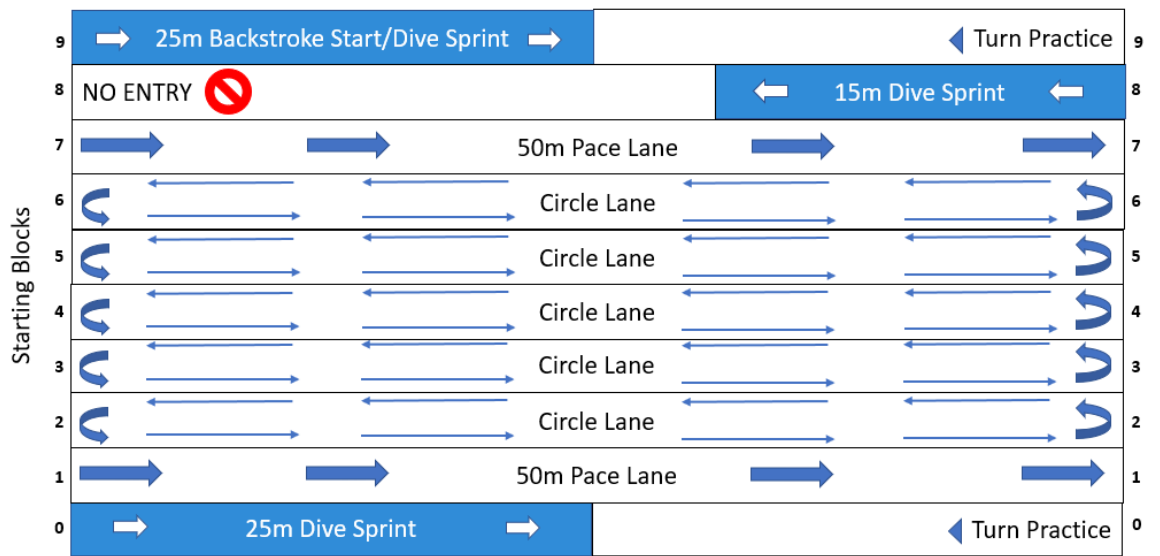 9 25m Backstroke Start/Dive Sprint Turn Practice 9
8 NO ENTRY 15m Dive Sprint 8
7 50m Pace Lane 7
6 Circle Lane 6
5 Circle Lane 5
4 Circle Lane 4
3 Circle Lane 3
2 Circle Lane 2
1 50m Pace Lane 1
0 25m Dive Sprint Turn Practice 0
Starting Blocks